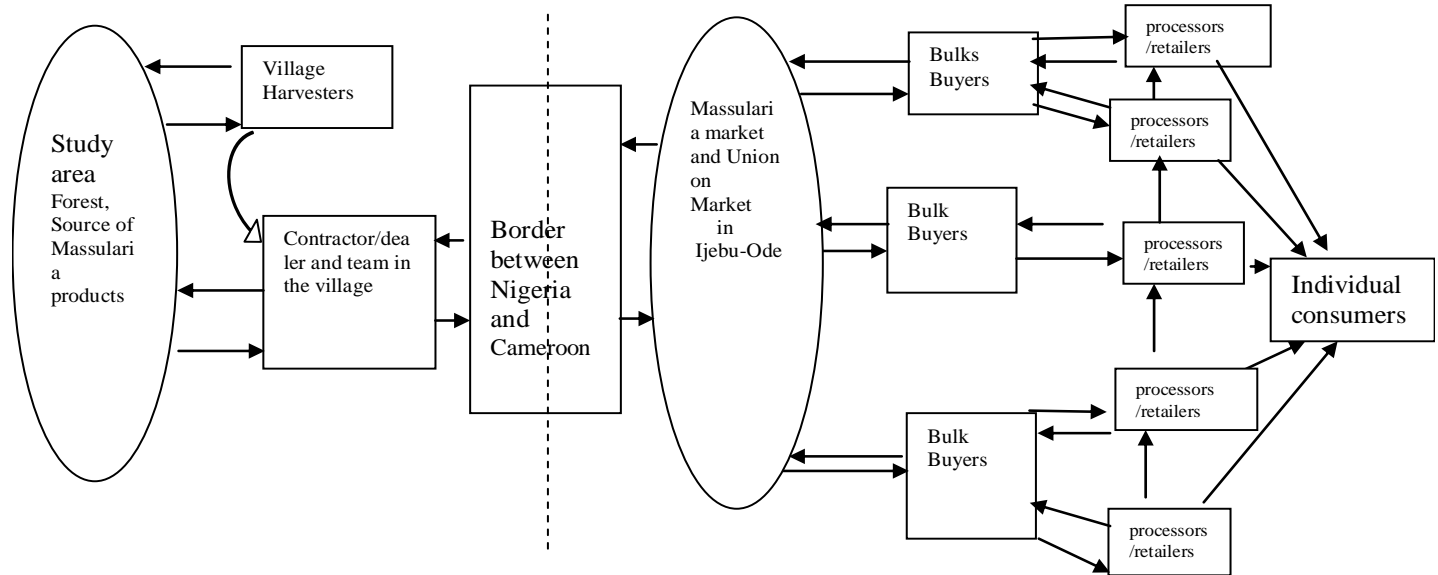 Study
area
Forest,
Source of
Massulari
a
products
Village
Harvesters
Contractor/dea
ler and team in
the village
Border
between
Nigeria
and
Cameroon
Massulari
a market
and Union
on
Market
in
Ijebu-Ode
Bulks
Buyers
Bulk
Buyers
Bulk
Buyers
processors
/retailers
processors
/retailers
processors
/retailers
processors
/retailers
processors
/retailers
Individual
consumers